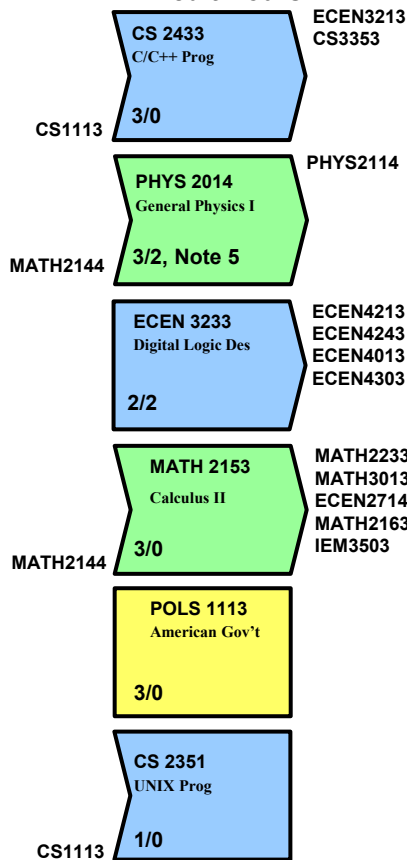 ECEN3213
CS3353
CS 2433
C/C++ Prog
3/0
CS1113
PHYS2114
PHYS 2014
General Physics I
3/2, Note 5
MATH2144
ECEN 3233
Digital Logic Des
2/2
ECEN4213
ECEN4243
ECEN4013
ECEN4303
MATH 2153
Calculus II
3/0
MATH2144
MATH2233
MATH3013
ECEN2714
MATH2163
IEM3503
POLS 1113
American Gov't
3/0
CS 2351
UNIX Prog
1/0
CS1113